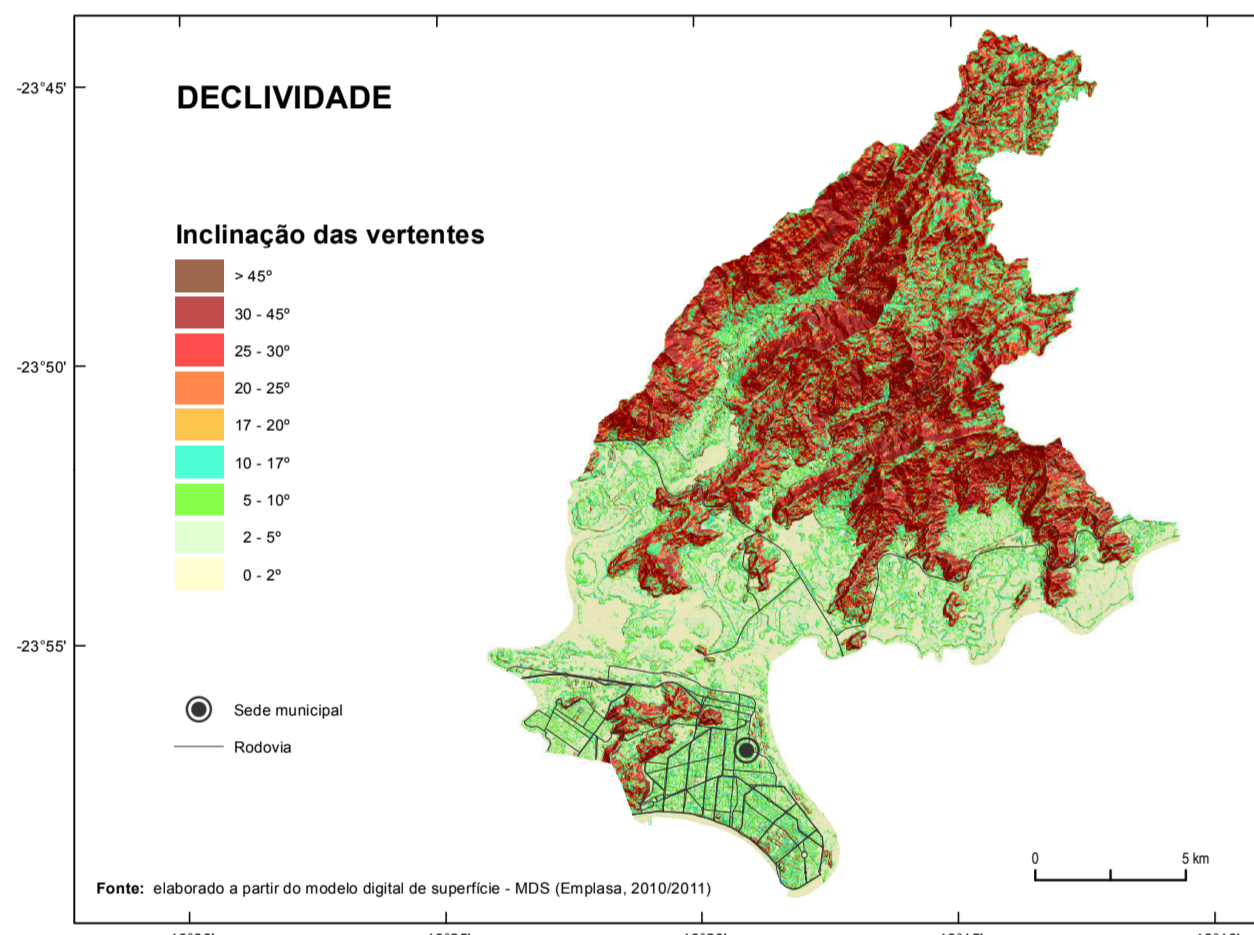 DECLIVIDADE
-23°45'
-23°50'
-23°55'
Inclinação das vertentes
> 45º
30 - 45º
25 - 30º
20 - 25º
17 - 20º
10 - 17º
5 - 10º
2 - 5º
0 - 2º
Sede municipal
Rodovia
0 5 km
Fonte: elaborado a partir do modelo digital de superfície - MDS (Emplasa, 2010/2011)